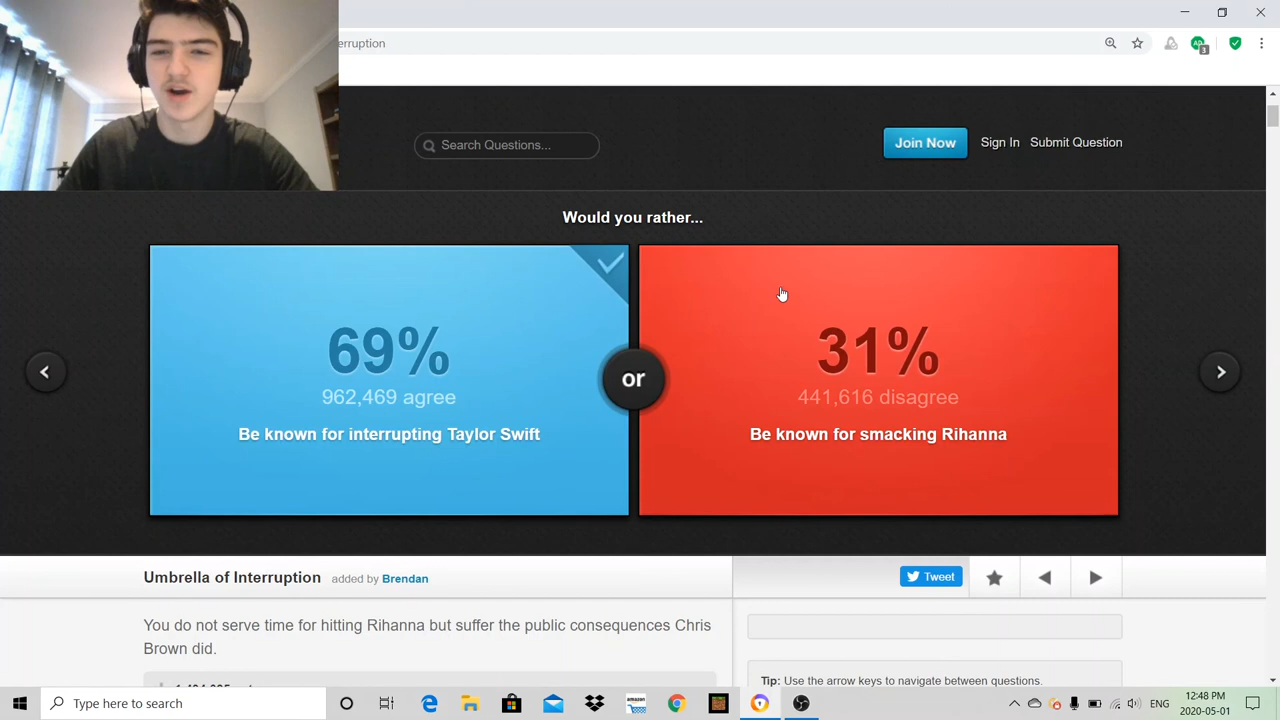 erruption
AD
3
Search Questions...
Join Now
Sign In
Submit Question
Would you rather...
69%
962,469 agree
Be known for interrupting Taylor Swift
or
31%
441,616 disagree
Be known for smacking Rihanna
Umbrella of Interruption added by Brendan
Tweet
You do not serve time for hitting Rihanna but suffer the public consequences Chris
Brown did.
Tip: Use the arrow keys to navigate between questions.
Type here to search
amazon
ENG
12:48 PM
2020-05-01